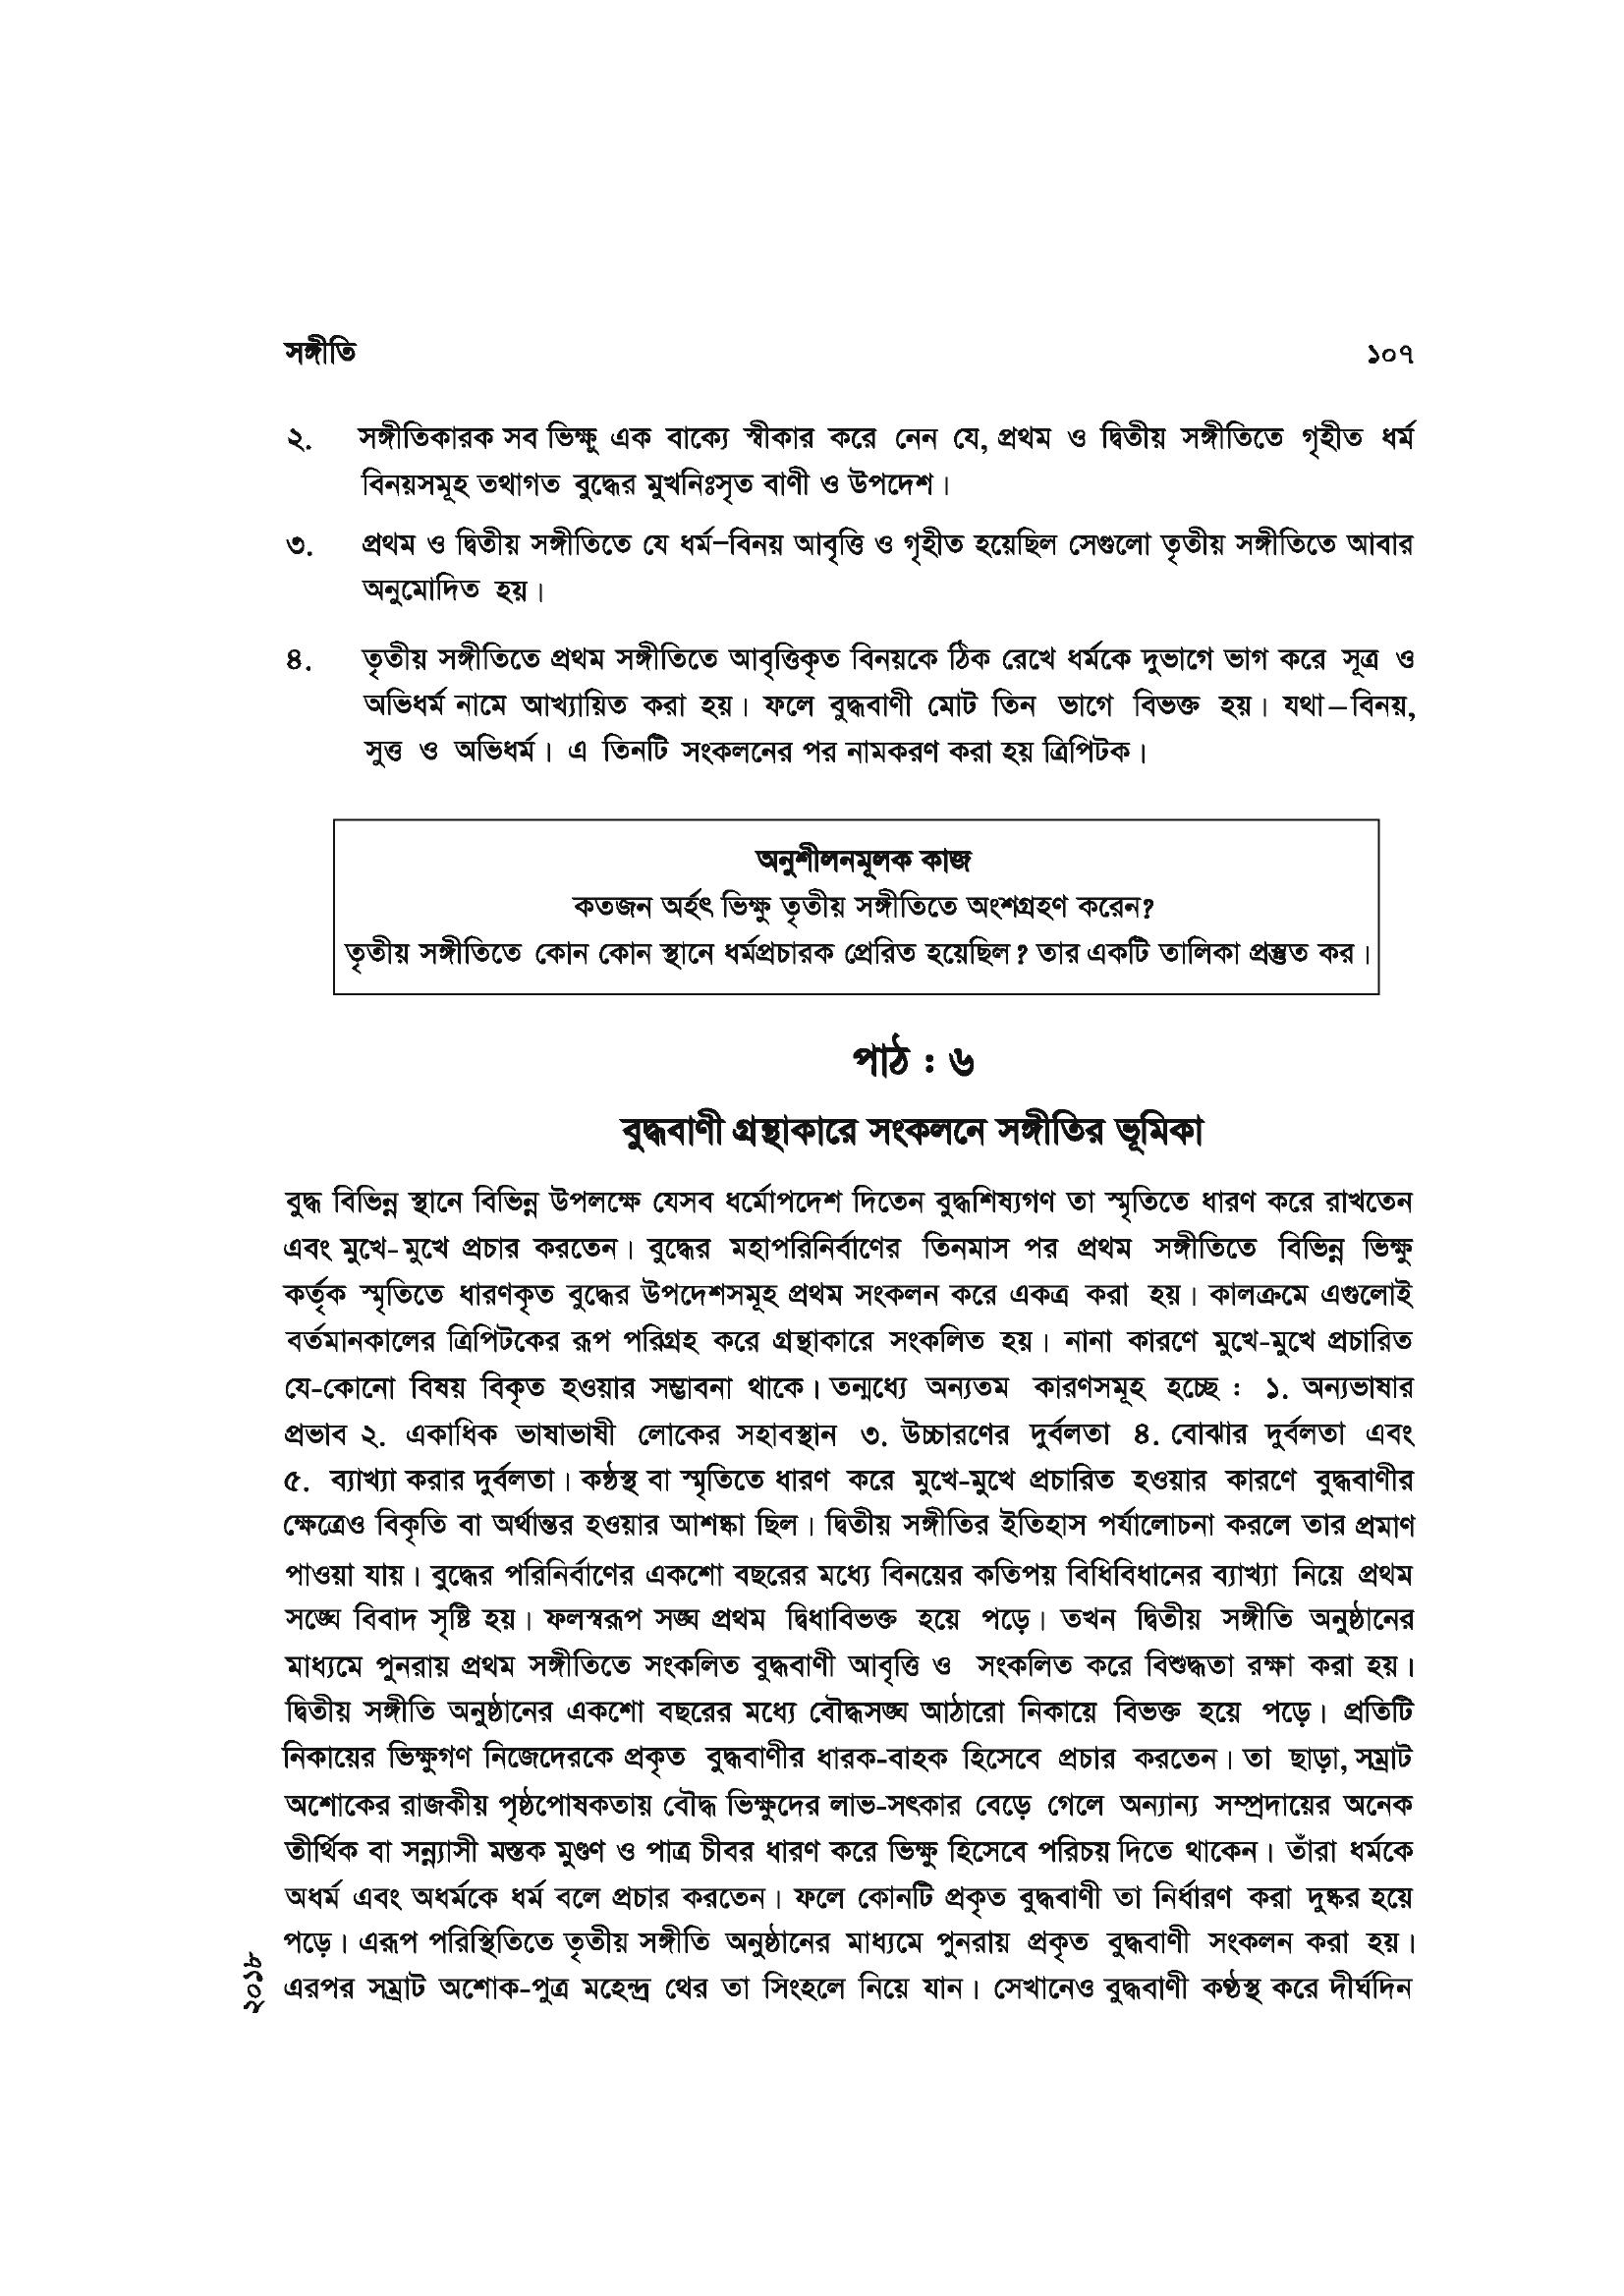 সঙ্গীতি ১০৭
২. সঙ্গীতিকারক সব ভিক্ষু এক বাক্যে স্বীকার করে নেন যে, প্রথম ও দ্বিতীয় সঙ্গীতিতে গৃহীত ধর্ম
বিনয়সমূহ তথাগত বুদ্ধের মুখনিঃসৃত বাণী ও উপদেশ।
৩. প্রথম ও দ্বিতীয় সঙ্গীতিতে যে ধর্ম–বিনয় আবৃত্তি ও গৃহীত হয়েছিল সেগুলো তৃতীয় সঙ্গীতিতে আবার
অনুমোদিত হয়।
৪. তৃতীয় সঙ্গীতিতে প্রথম সঙ্গীতিতে আবৃত্তিকৃত বিনয়কে ঠিক রেখে ধর্মকে দুভাগে ভাগ করে সূত্র ও
অভিধর্ম নামে আখ্যায়িত করা হয়। ফলে বুদ্ধবাণী মোট তিন ভাগে বিভক্ত হয়। যথা–বিনয়,
সুত্ত ও অভিধর্ম। এ তিনটি সংকলনের পর নামকরণ করা হয় ত্রিপিটক।
অনুশীলনমূলক কাজ
কতজন অর্হৎ ভিক্ষু তৃতীয় সঙ্গীতিতে অংশগ্রহণ করেন?
তৃতীয় সঙ্গীতিতে কোন কোন স্থানে ধর্মপ্রচারক প্রেরিত হয়েছিল? তার একটি তালিকা প্রস্তুত কর।
পাঠ : ৬
বুদ্ধবাণী গ্রন্থাকারে সংকলনে সঙ্গীতির ভূমিকা
বুদ্ধ বিভিন্ন স্থানে বিভিন্ন উপলক্ষে যেসব ধর্মোপদেশ দিতেন বুদ্ধশিষ্যগণ তা স্মৃতিতে ধারণ করে রাখতেন
এবং মুখে-মুখে প্রচার করতেন। বুদ্ধের মহাপরিনির্বাণের তিনমাস পর প্রথম সঙ্গীতিতে বিভিন্ন ভিক্ষু
কর্তৃক স্মৃতিতে ধারণকৃত বুদ্ধের উপদেশসমূহ প্রথম সংকলন করে একত্র করা হয়। কালক্রমে এগুলোই
বর্তমানকালের ত্রিপিটকের রূপ পরিগ্রহ করে গ্রন্থাকারে সংকলিত হয়। নানা কারণে মুখে-মুখে প্রচারিত
যে-কোনো বিষয় বিকৃত হওয়ার সম্ভাবনা থাকে। তন্মধ্যে অন্যতম কারণসমূহ হচ্ছে : ১. অন্যভাষার
প্রভাব ২. একাধিক ভাষাভাষী লোকের সহাবস্থান ৩. উচ্চারণের দুর্বলতা ৪. বোঝার দুর্বলতা এবং
৫. ব্যাখ্যা করার দুর্বলতা। কণ্ঠস্থ বা স্মৃতিতে ধারণ করে মুখে-মুখে প্রচারিত হওয়ার কারণে বুদ্ধবাণীর
ক্ষেত্রেও বিকৃতি বা অর্থান্তর হওয়ার আশঙ্কা ছিল। দ্বিতীয় সঙ্গীতির ইতিহাস পর্যালোচনা করলে তার প্রমাণ
পাওয়া যায়। বুদ্ধের পরিনির্বাণের একশো বছরের মধ্যে বিনয়ের কতিপয় বিধিবিধানের ব্যাখ্যা নিয়ে প্রথম
সঙ্ঘে বিবাদ সৃষ্টি হয়। ফলস্বরূপ সঙ্ঘ প্রথম দ্বিধাবিভক্ত হয়ে পড়ে। তখন দ্বিতীয় সঙ্গীতি অনুষ্ঠানের
মাধ্যমে পুনরায় প্রথম সঙ্গীতিতে সংকলিত বুদ্ধবাণী আবৃত্তি ও সংকলিত করে বিশুদ্ধতা রক্ষা করা হয়।
দ্বিতীয় সঙ্গীতি অনুষ্ঠানের একশো বছরের মধ্যে বৌদ্ধসঙ্ঘ আঠারো নিকায়ে বিভক্ত হয়ে পড়ে। প্রতিটি
নিকায়ের ভিক্ষুগণ নিজেদেরকে প্রকৃত বুদ্ধবাণীর ধারক-বাহক হিসেবে প্রচার করতেন। তা ছাড়া, সম্রাট
অশোকের রাজকীয় পৃষ্ঠপোষকতায় বৌদ্ধ ভিক্ষুদের লাভ-সৎকার বেড়ে গেলে অন্যান্য সম্প্রদায়ের অনেক
তীর্থিক বা সন্ন্যাসী মস্তক মুণ্ডণ ও পাত্র চীবর ধারণ করে ভিক্ষু হিসেবে পরিচয় দিতে থাকেন। তাঁরা ধর্মকে
অধর্ম এবং অধর্মকে ধর্ম বলে প্রচার করতেন। ফলে কোনটি প্রকৃত বুদ্ধবাণী তা নির্ধারণ করা দুষ্কর হয়ে
পড়ে। এরূপ পরিস্থিতিতে তৃতীয় সঙ্গীতি অনুষ্ঠানের মাধ্যমে পুনরায় প্রকৃত বুদ্ধবাণী সংকলন করা হয়।
এরপর সম্রাট অশোক-পুত্র মহেন্দ্র থের তা সিংহলে নিয়ে যান। সেখানেও বুদ্ধবাণী কণ্ঠস্থ করে দীর্ঘদিন
২০১৮